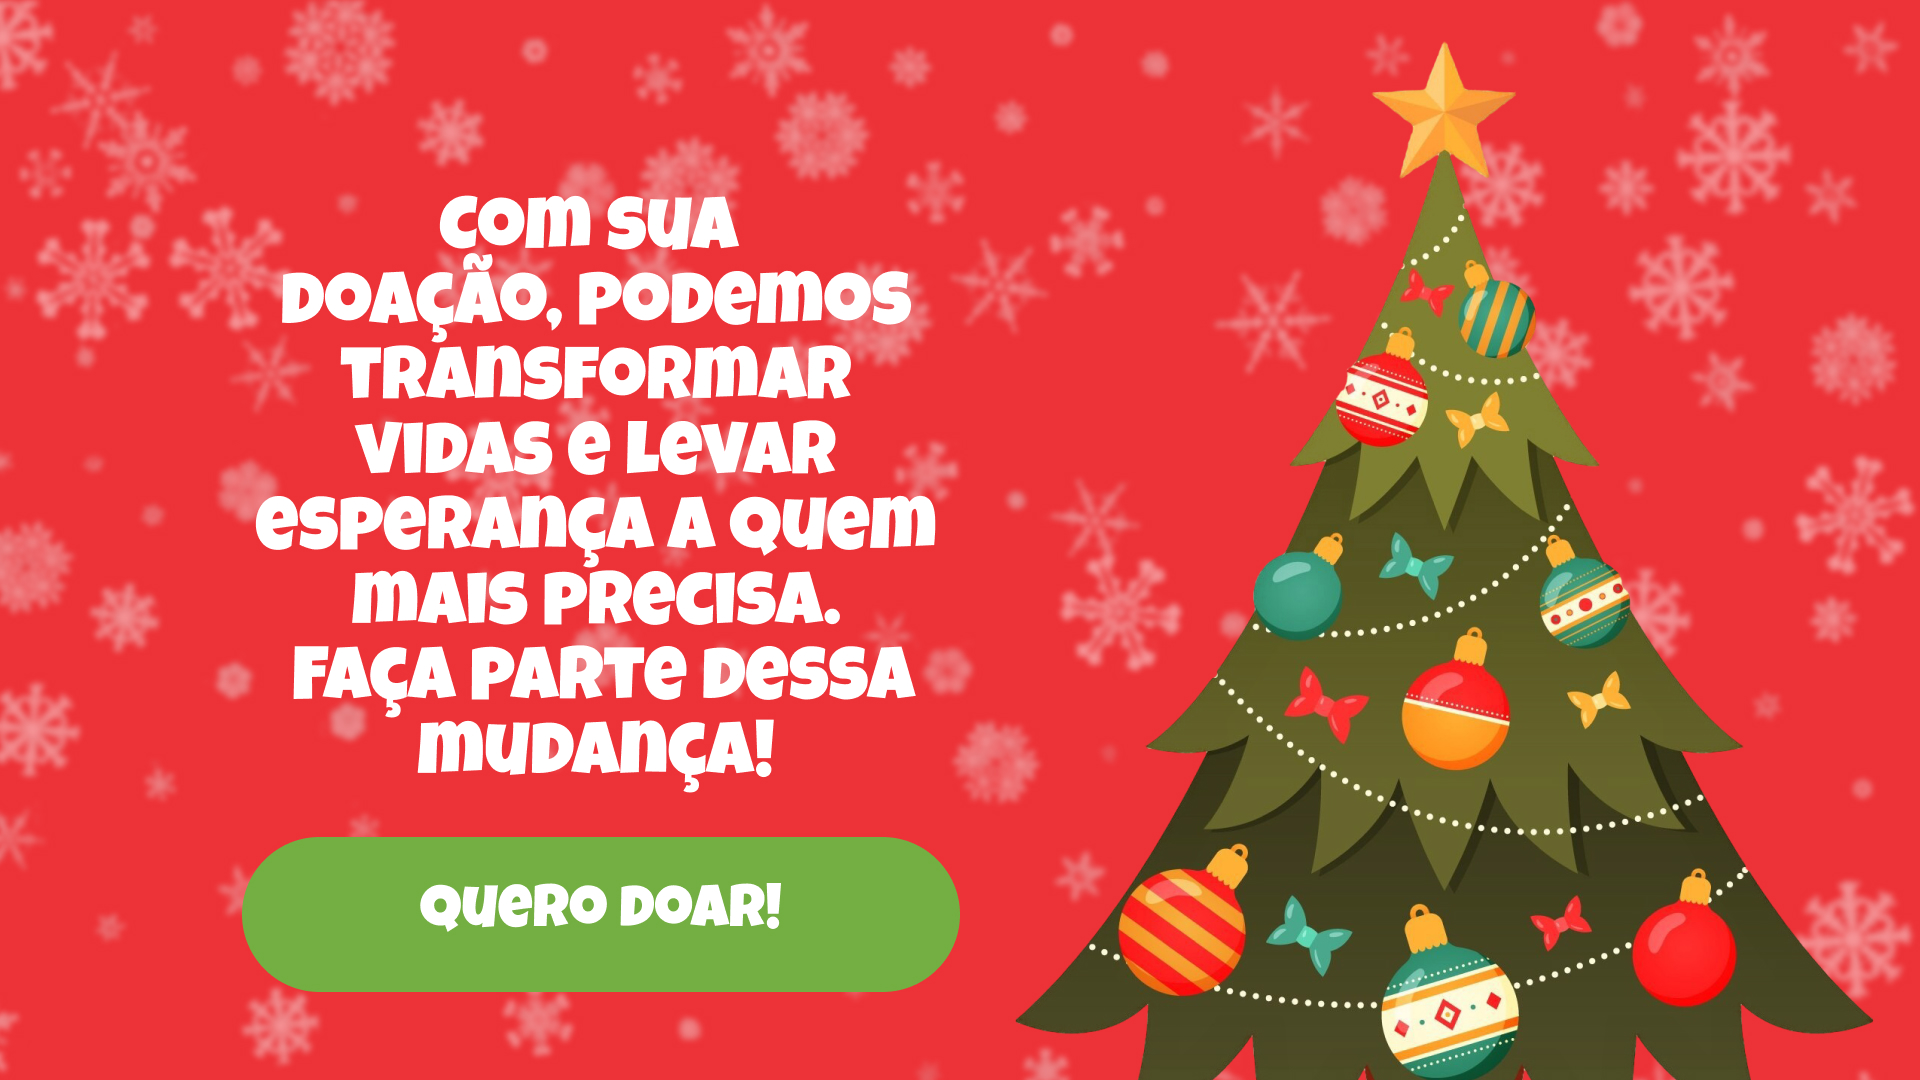 Com sua
doação, podemos
transformar
vidas e levar
esperança a quem
mais precisa.
Faça parte dessa
mudança!
Quero doar!